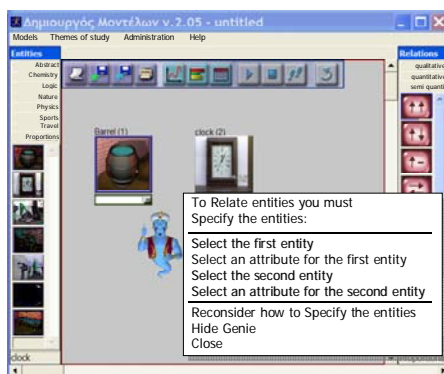 Δημιουργός Μοντέλων v.2.05 - untitled
Models Themes of study Administration Help
Entities
Abstract
Chemistry
Logic
Nature
Physics
Sports
Travel
Proportions
Relations
qualitative
quantitative
semi quanti
Barrel (1)
clock (2)
To Relate entities you must
Specify the entities:
Select the first entity
Select an attribute for the first entity
Select the second entity
Select an attribute for the second entity
Reconsider how to Specify the entities
Hide Genie
Close
clock